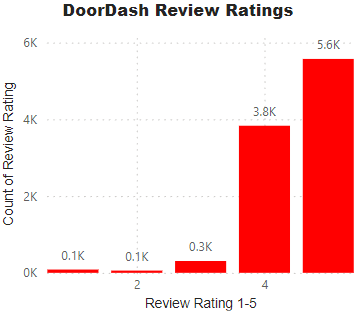 DoorDash Review Ratings
6K
4K
2K
0K
Count of Review Rating
0.1K
0.1K
0.3K
3.8K
5.6K
2
4
Review Rating 1-5